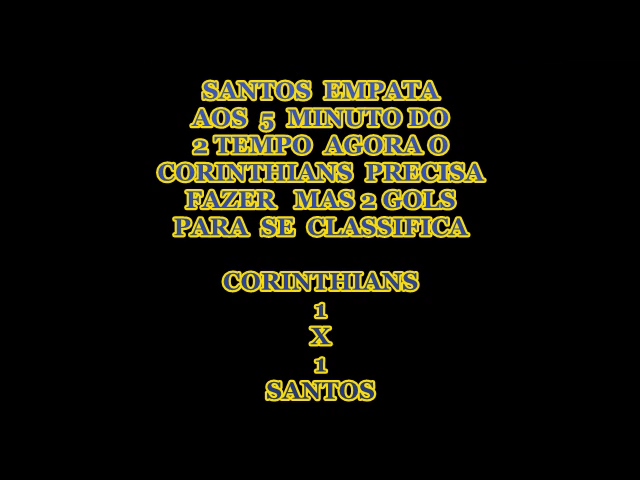 SANTOS EMPATA
AOS 5 MINUTO DO
2 TEMPO AGORA O
CORINTHIANS PRECISA
FAZER MAS 2 GOLS
PARA SE CLASSIFICA
CORINTHIANS
1
X
1
SANTOS